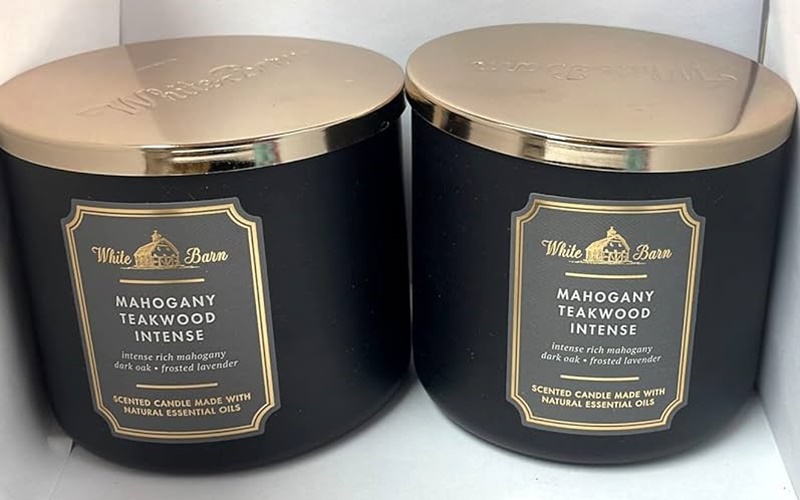 White Barn
White Barn
White Barn
MAHOGANY
TEAKWOOD
INTENSE
intense rich mahogany
dark oak • frosted lavender
SCENTED CANDLE MADE WITH
NATURAL ESSENTIAL OILS
White Barn
MAHOGANY
TEAKWOOD
INTENSE
intense rich mahogany
dark oak • frosted lavender
SCENTED CANDLE MADE WITH
NATURAL ESSENTIAL OILS